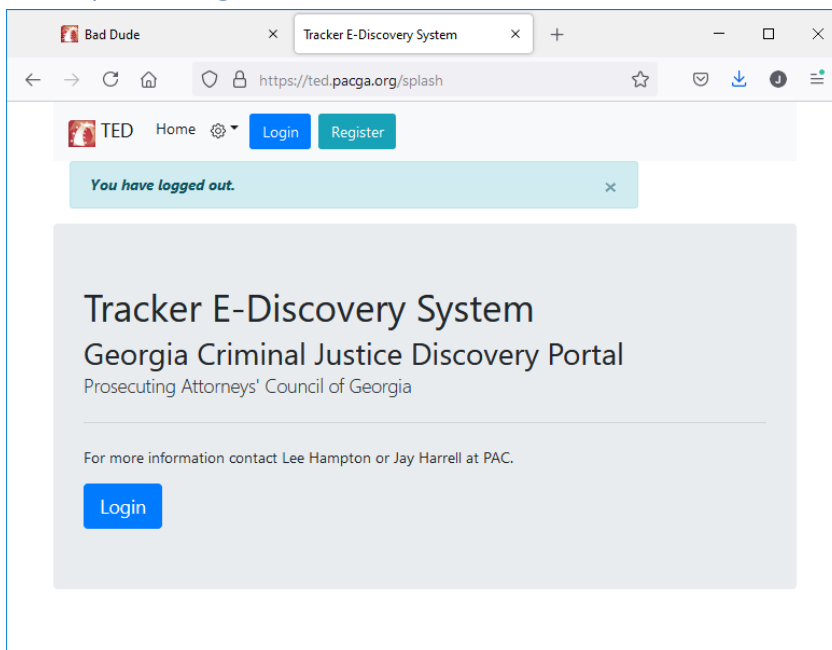 Bad Dude
Tracker E-Discovery System
https://ted.pacga.org/splash
TED Home Login Register
You have logged out.
Tracker E-Discovery System
Georgia Criminal Justice Discovery Portal
Prosecuting Attorneys' Council of Georgia
For more information contact Lee Hampton or Jay Harrell at PAC.
Login